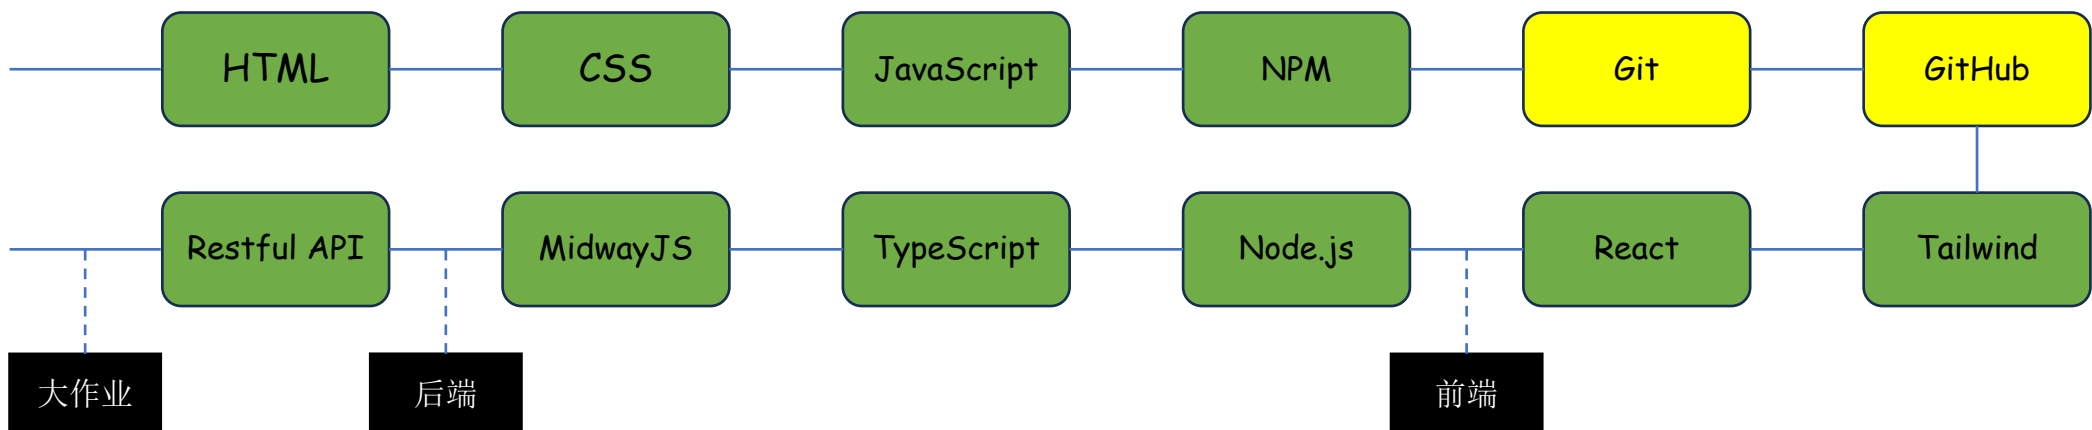 HTML
CSS
JavaScript
NPM
Git
GitHub
Restful API
MidwayJS
TypeScript
Node.js
React
Tailwind
大作业
后端
前端